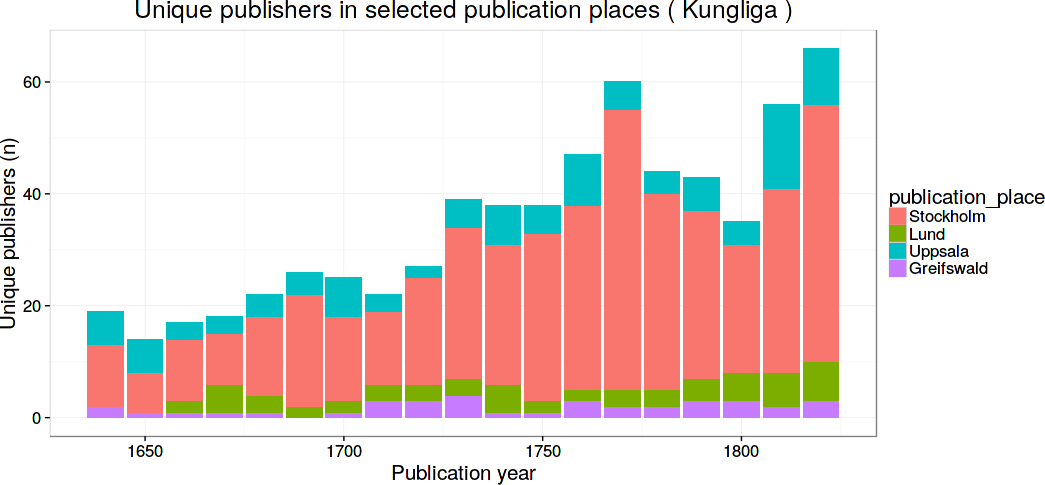 Unique publishers in selected publication places ( Kungliga )
Unique publishers (n)
60
40
20
0
1650
1700
1750
1800
Publication year
publication_place
Stockholm
Lund
Uppsala
Greifswald